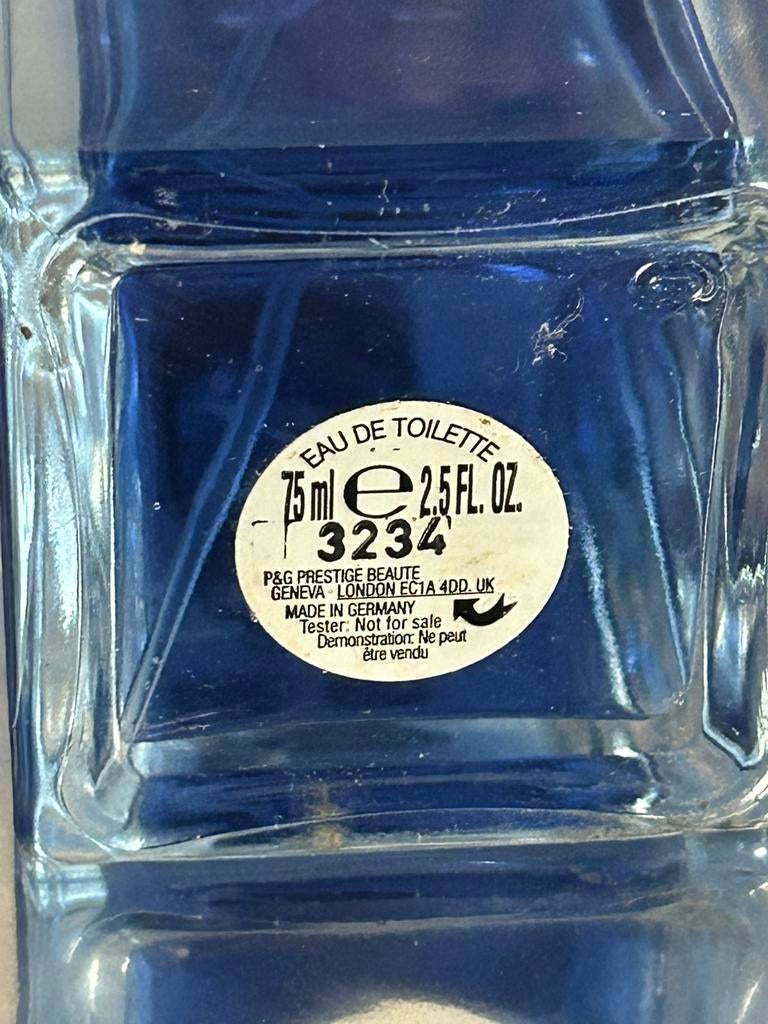 EAU DE TOILETTE
75 ml e 2.5 FL. OZ.
3234
P&G PRESTIGE BEAUTE
GENEVA · LONDON EC1A 4DD. UK
MADE IN GERMANY
Tester: Not for sale
Demonstration: Ne peut
être vendu